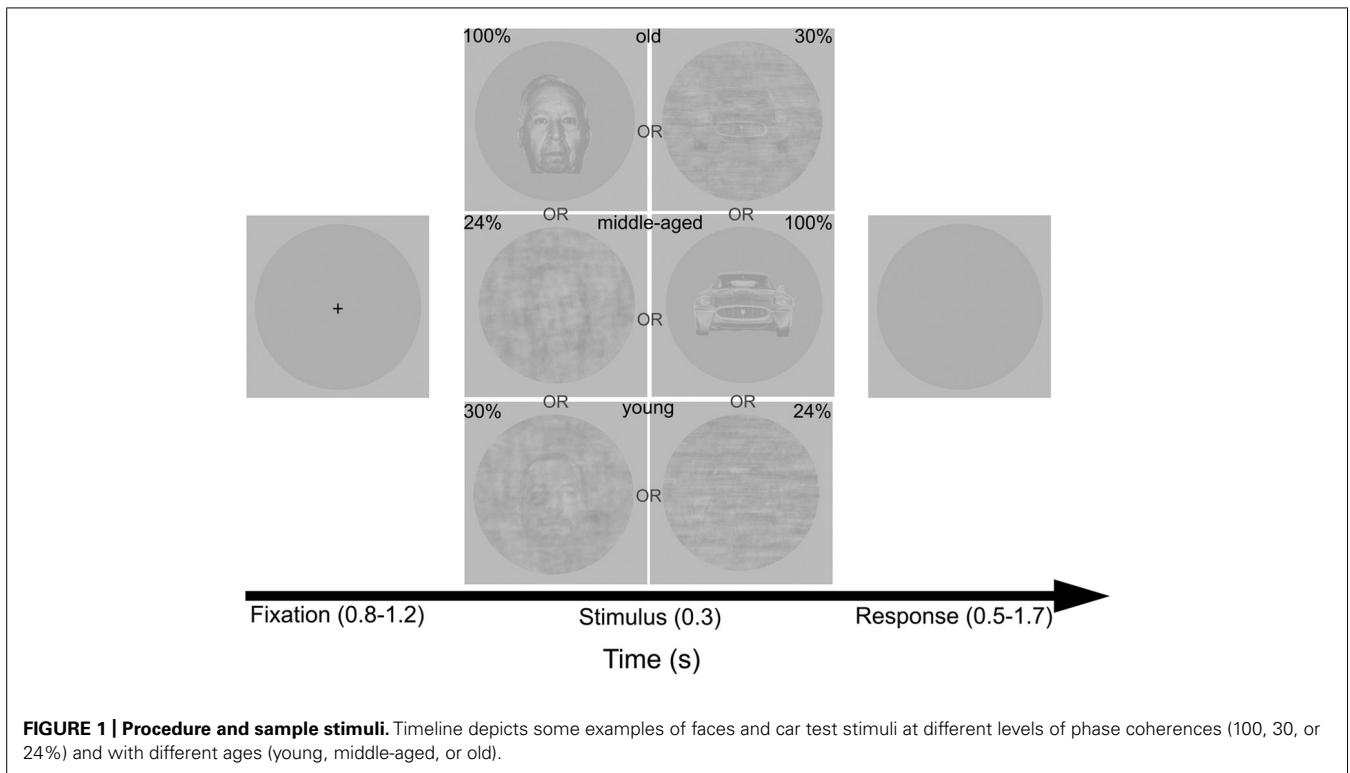 100% old 30%
OR
OR OR
24% middle-aged 100%
+
OR
OR OR
30% young 24%
OR
Fixation (0.8-1.2) Stimulus (0.3) Response (0.5-1.7)
Time (s)
FIGURE 1 | Procedure and sample stimuli. Timeline depicts some examples of faces and car test stimuli at different levels of phase coherences (100, 30, or
24%) and with different ages (young, middle-aged, or old).